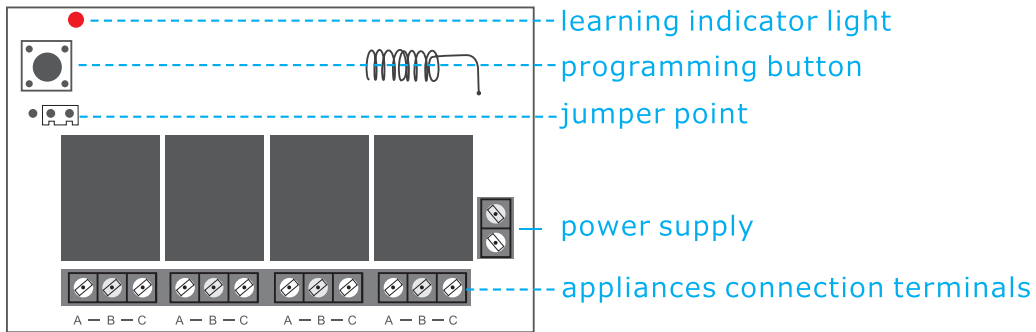 learning indicator light
programming button
jumper point
power supply
appliances connection terminals
A — B — C A — B — C A — B — C A — B — C